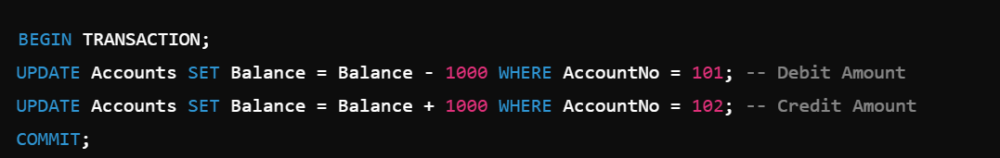 BEGIN TRANSACTION;
UPDATE Accounts SET Balance = Balance - 1000 WHERE AccountNo = 101; -- Debit Amount
UPDATE Accounts SET Balance = Balance + 1000 WHERE AccountNo = 102; -- Credit Amount
COMMIT;